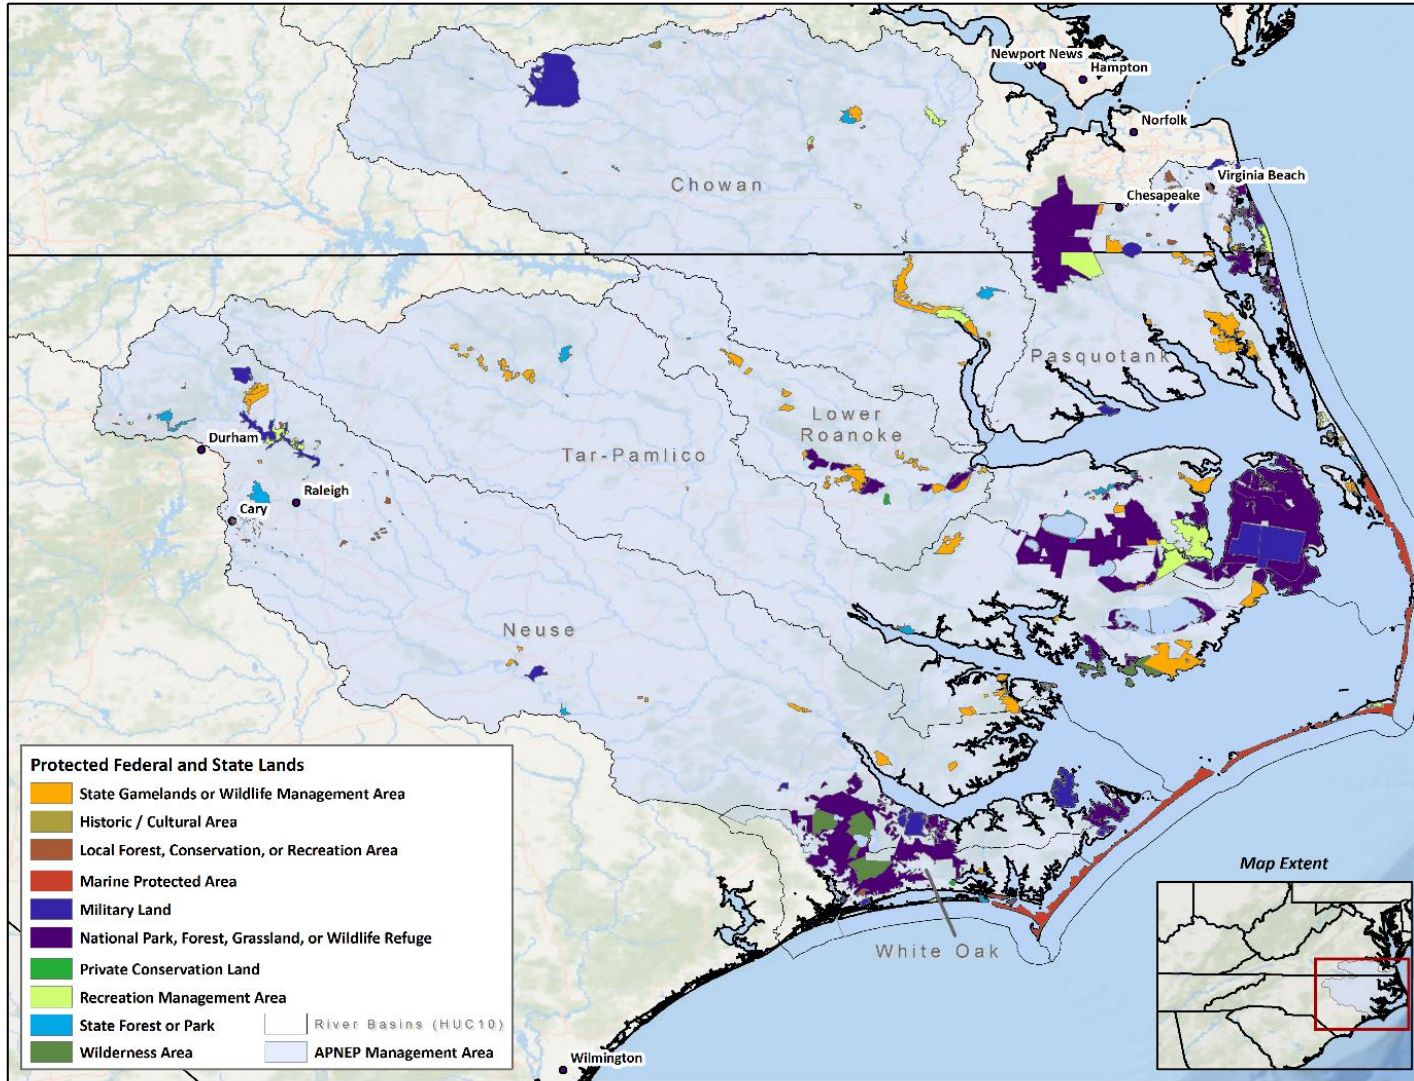 Newport News
Hampton
Norfolk
Virginia Beach
Chowan
Chesapeake
Pasquotank
Lower
Roanoke
Durham
Tar-Pamlico
Raleigh
Cary
Neuse
White Oak
Wilmington
Protected Federal and State Lands
State Gamelands or Wildlife Management Area
Historic / Cultural Area
Local Forest, Conservation, or Recreation Area
Marine Protected Area
Military Land
National Park, Forest, Grassland, or Wildlife Refuge
Private Conservation Land
Recreation Management Area
State Forest or Park
River Basins (HUC10)
Wilderness Area
APNEP Management Area
Map Extent